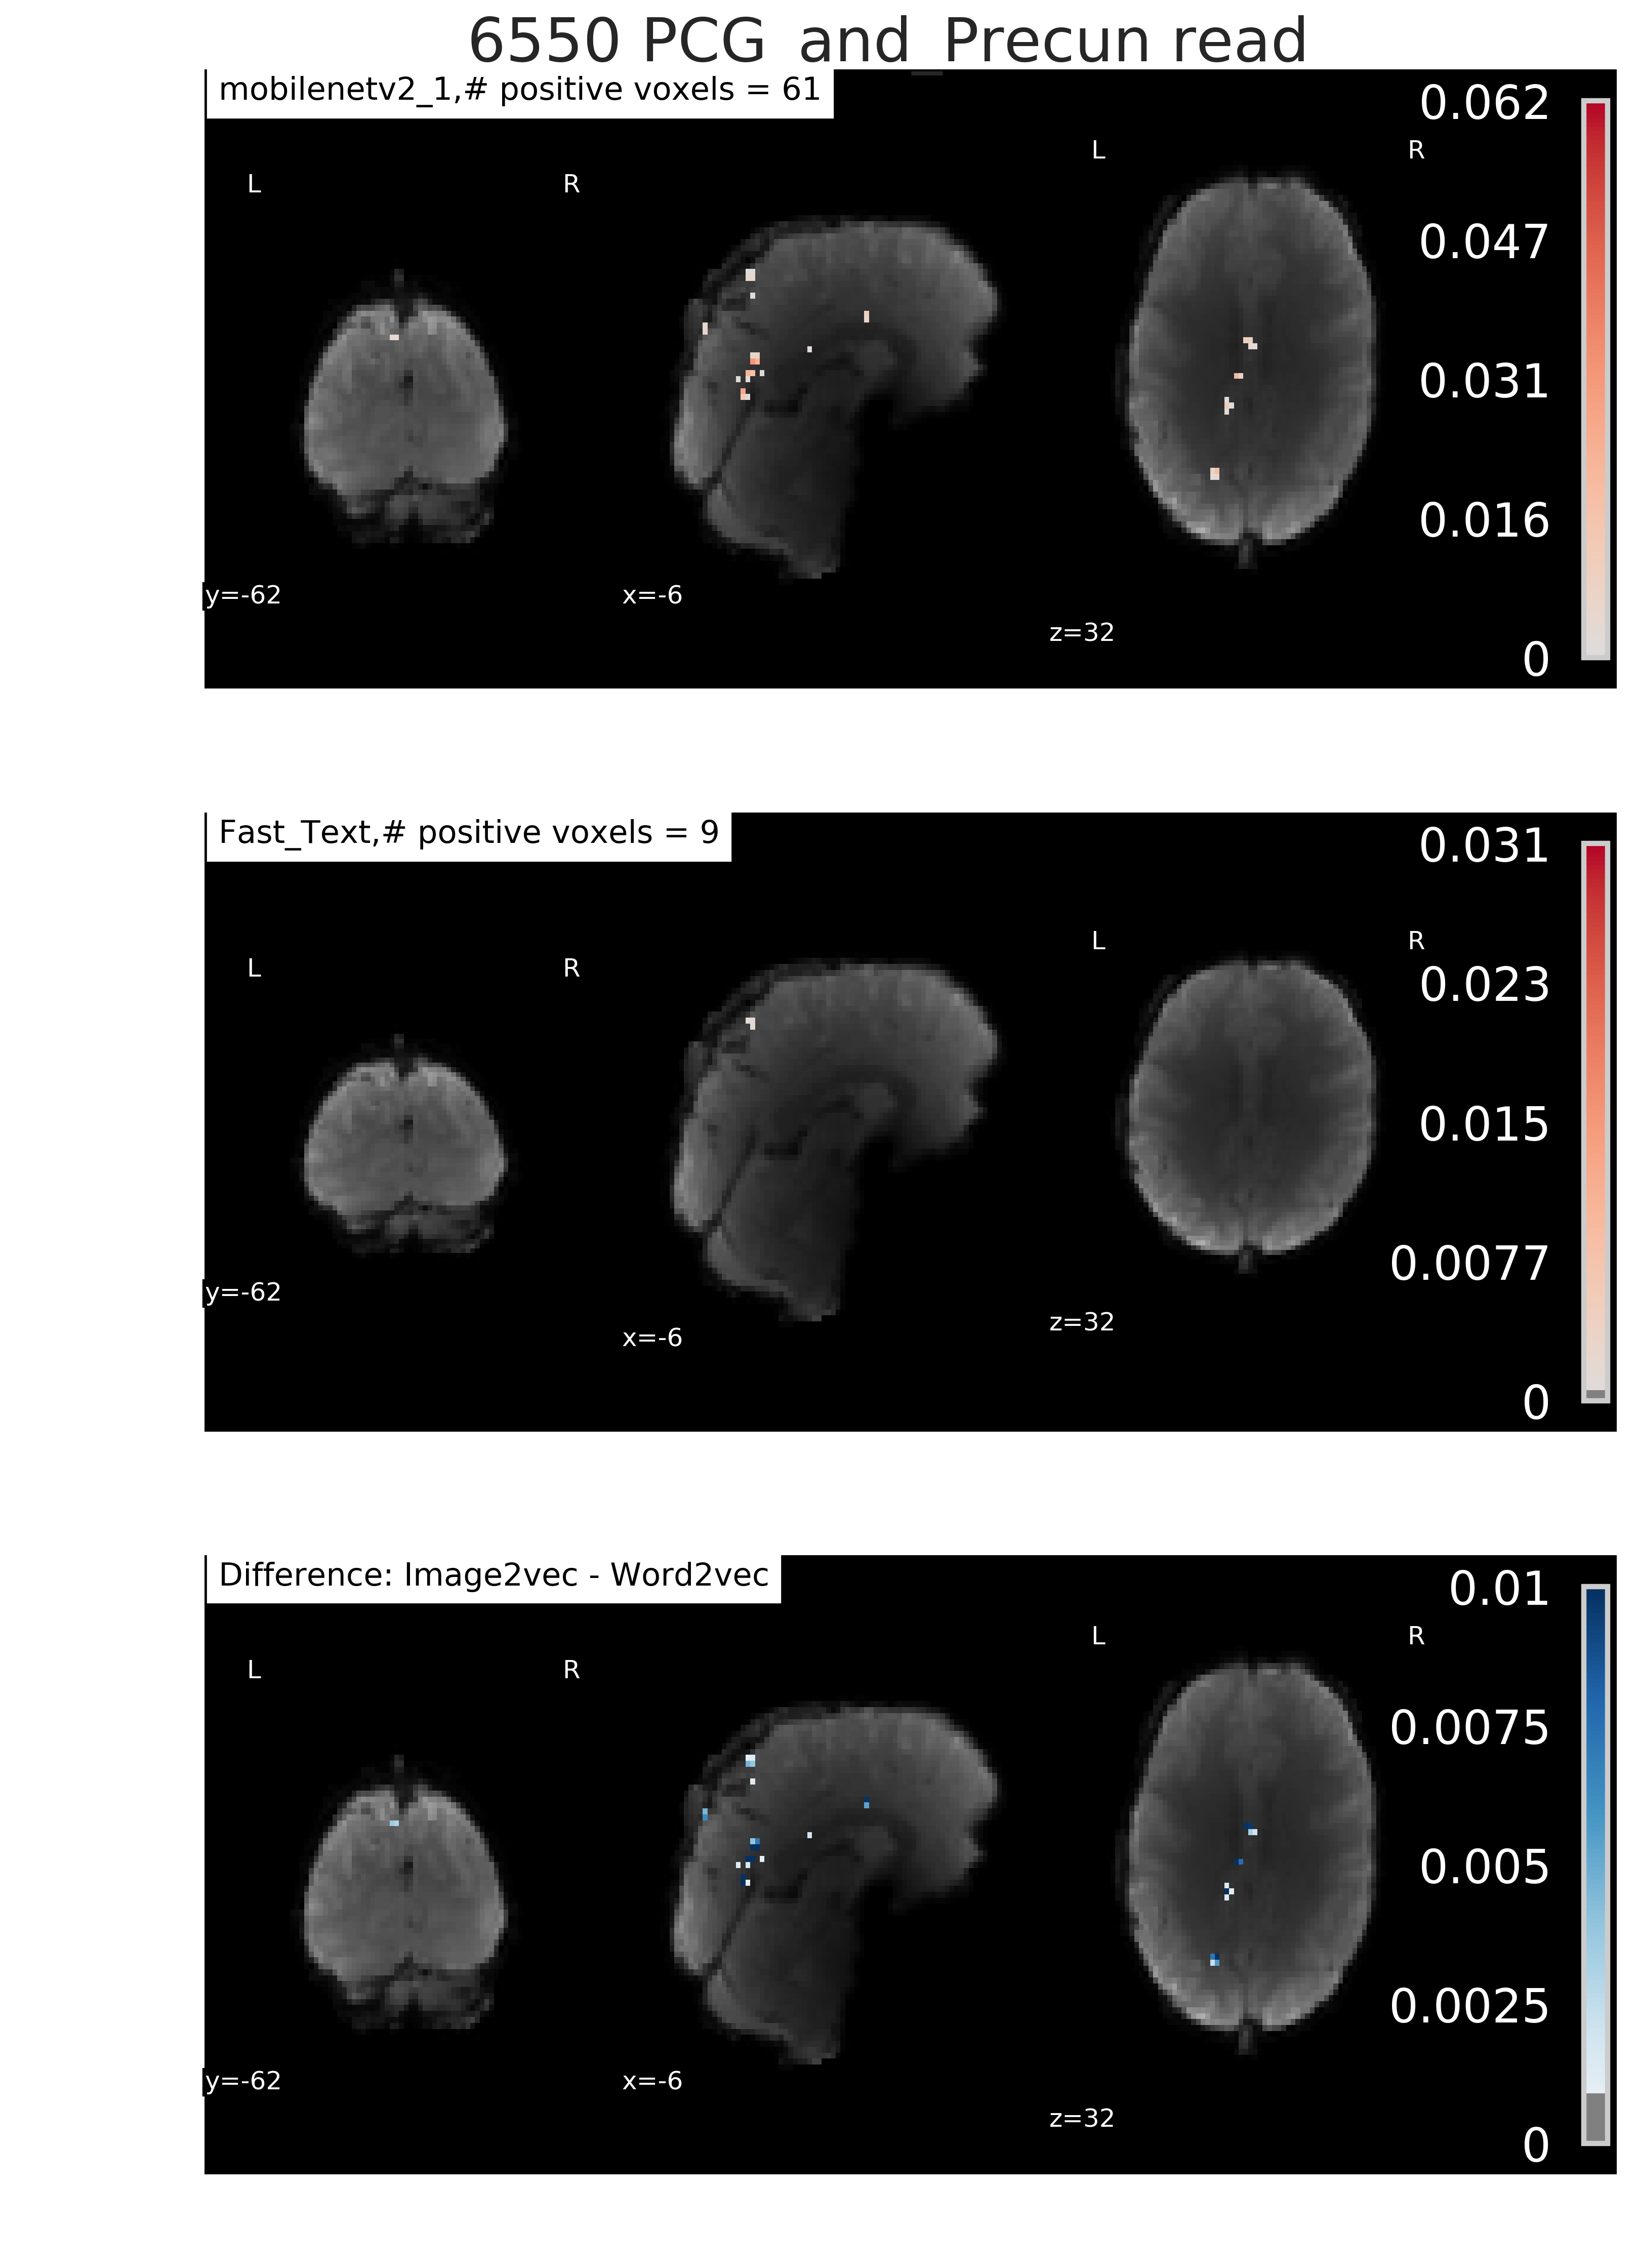 6550 PCG_and_Precun read
mobilenetv2_1,# positive voxels = 61
0.062
L R
L R
0.047
0.031
0.016
y=-62 x=-6
z=32
0
Fast_Text,# positive voxels = 9
0.031
L R
L R
0.023
0.015
0.0077
y=-62
x=-6
z=32
0
Difference: Image2vec - Word2vec
0.01
L R
L R
0.0075
0.005
0.0025
y=-62 x=-6
z=32
0